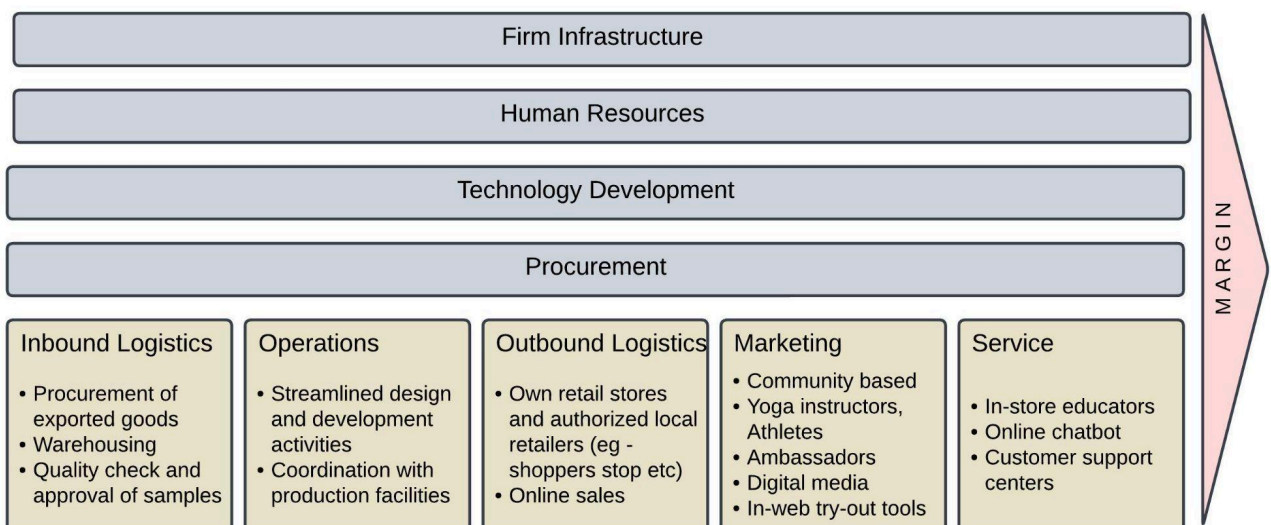 Firm Infrastructure
Human Resources
Technology Development
Procurement
MARGIN
Inbound Logistics
• Procurement of
exported goods
• Warehousing
• Quality check and
approval of samples
Operations
• Streamlined design
and development
activities
• Coordination with
production facilities
Outbound Logistics
• Own retail stores
and authorized local
retailers (eg -
shoppers stop etc)
• Online sales
Marketing
• Community based
• Yoga instructors,
Athletes
• Ambassadors
• Digital media
• In-web try-out tools
Service
• In-store educators
• Online chatbot
• Customer support
centers